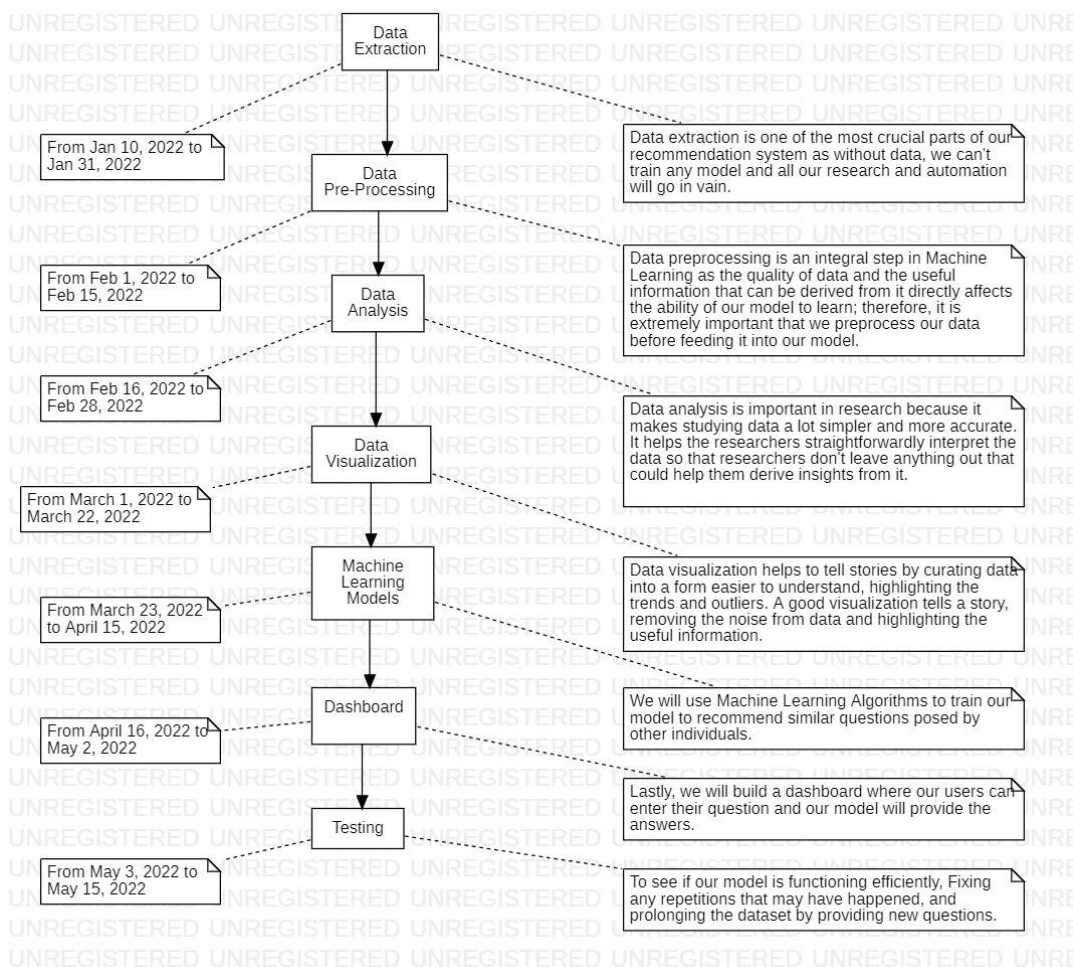 Data
Extraction
From Jan 10, 2022 to
Jan 31, 2022
Data extraction is one of the most crucial parts of our
recommendation system as without data, we can't
train any model and all our research and automation
will go in vain.
Data
Pre-Processing
From Feb 1, 2022 to
Feb 15, 2022
Data preprocessing is an integral step in Machine
Learning as the quality of data and the useful
information that can be derived from it directly affects
the ability of our model to learn; therefore, it is
extremely important that we preprocess our data
before feeding it into our model.
Data
Analysis
From Feb 16, 2022 to
Feb 28, 2022
Data analysis is important in research because it
makes studying data a lot simpler and more accurate.
It helps the researchers straightforwardly interpret the
data so that researchers don't leave anything out that
could help them derive insights from it.
Data
Visualization
From March 1, 2022 to
March 22, 2022
Data visualization helps to tell stories by curating data
into a form easier to understand, highlighting the
trends and outliers. A good visualization tells a story,
removing the noise from data and highlighting the
useful information.
Machine
Learning
Models
From March 23, 2022
to April 15, 2022
We will use Machine Learning Algorithms to train our
model to recommend similar questions posed by
other individuals.
Dashboard
From April 16, 2022 to
May 2, 2022
Lastly, we will build a dashboard where our users can
enter their question and our model will provide the
answers.
Testing
From May 3, 2022 to
May 15, 2022
To see if our model is functioning efficiently, Fixing
any repetitions that may have happened, and
prolonging the dataset by providing new questions.
UNREGISTERED